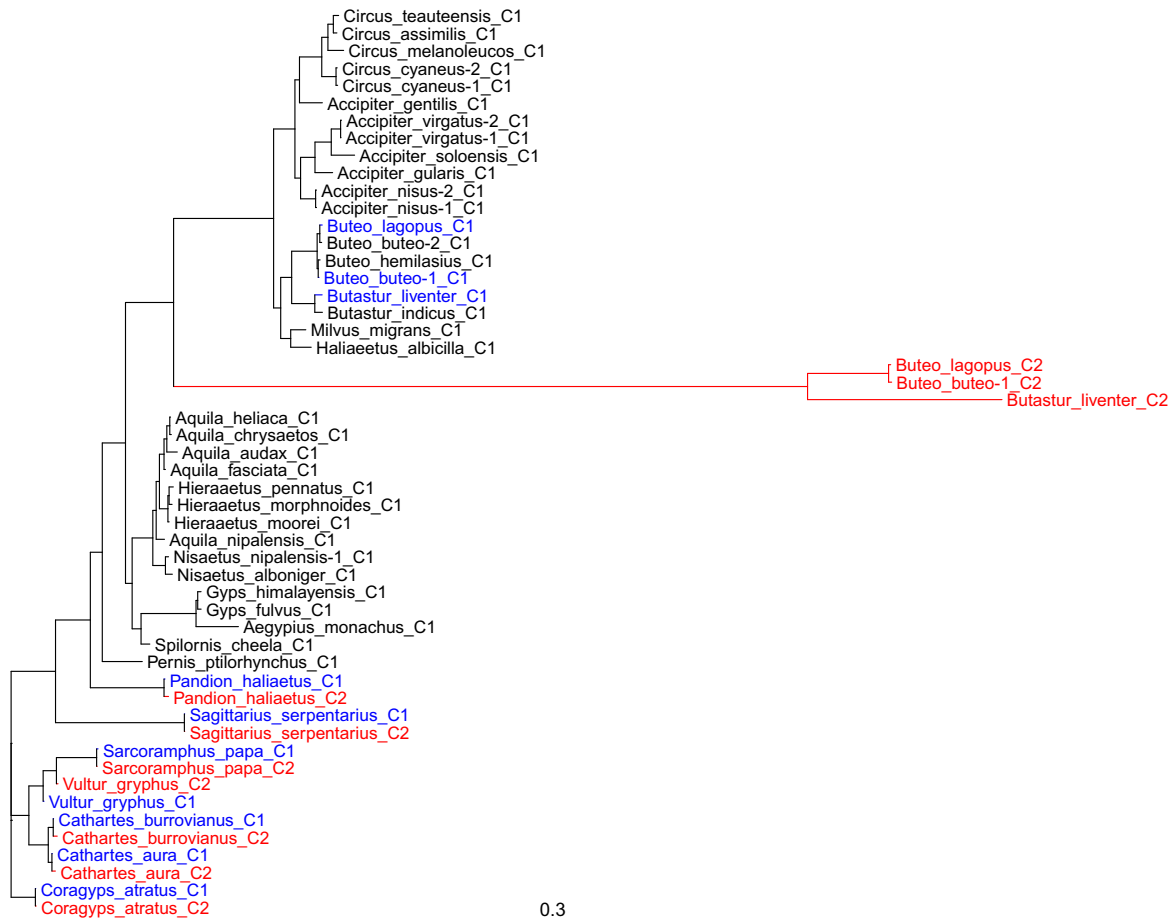 Circus_teauteensis_C1
Circus_assimilis_C1
Circus_melanoleucos_C1
Circus_cyaneus-2_C1
Circus_cyaneus-1_C1
Accipiter_gentilis_C1
Accipiter_virgatus-2_C1
Accipiter_virgatus-1_C1
Accipiter_soloensis_C1
Accipiter_gularis_C1
Accipiter_nisus-2_C1
Accipiter_nisus-1_C1
Buteo_lagopus_C1
Buteo_buteo-2_C1
Buteo_hemilasius_C1
Buteo_buteo-1_C1
Butastur_liventer_C1
Butastur_indicus_C1
Milvus_migrans_C1
Haliaeetus_albicilla_C1
Buteo_lagopus_C2
Buteo_buteo-1_C2
Butastur_liventer_C2
Aquila_heliaca_C1
Aquila_chrysaetos_C1
Aquila_audax_C1
Aquila_fasciata_C1
Hieraaetus_pennatus_C1
Hieraaetus_morphnoides_C1
Hieraaetus_moorei_C1
Aquila_nipalensis_C1
Nisaetus_nipalensis-1_C1
Nisaetus_alboniger_C1
Gyps_himalayensis_C1
Gyps_fulvus_C1
Aegypius_monachus_C1
Spilornis_cheela_C1
Pernis_ptilorhynchus_C1
Pandion_haliaetus_C1
Pandion_haliaetus_C2
Sagittarius_serpentarius_C1
Sagittarius_serpentarius_C2
Sarcoramphus_papa_C1
Sarcoramphus_papa_C2
Vultur_gryphus_C2
Vultur_gryphus_C1
Cathartes_burrovianus_C1
Cathartes_burrovianus_C2
Cathartes_aura_C1
Cathartes_aura_C2
Coragyps_atratus_C1
Coragyps_atratus_C2
0.3